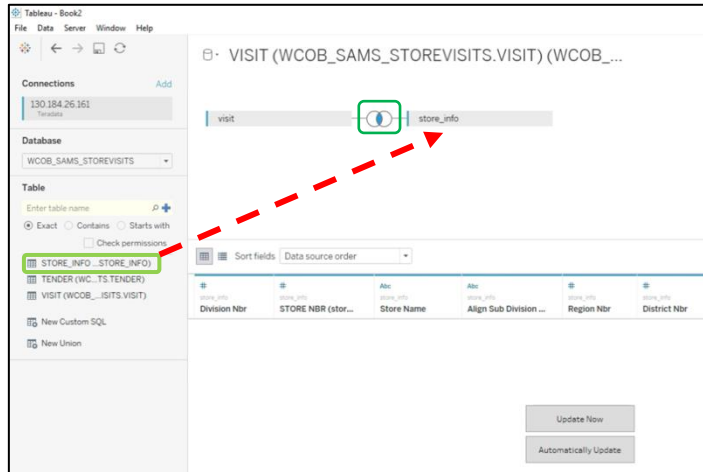 Tableau - Book2
File Data Server Window Help
Connections Add
130.184.26.161
Teradata
Database
WCOB_SAMS_STOREVISITS
Table
Enter table name
Exact Contains Starts with
Check permissions
STORE_INFO ...STORE_INFO)
TENDER (WC...TS.TENDER)
VISIT (WCOB_...ISITS.VISIT)
New Custom SQL
New Union
VISIT (WCOB_SAMS_STOREVISITS.VISIT) (WCOB_...
visit store_info
Sort fields Data source order
# # Abc Abc # #
store_info store_info store_info store_info store_info store_info
Division Nbr STORE NBR (stor... Store Name Align Sub Division ... Region Nbr District Nbr
Update Now
Automatically Update